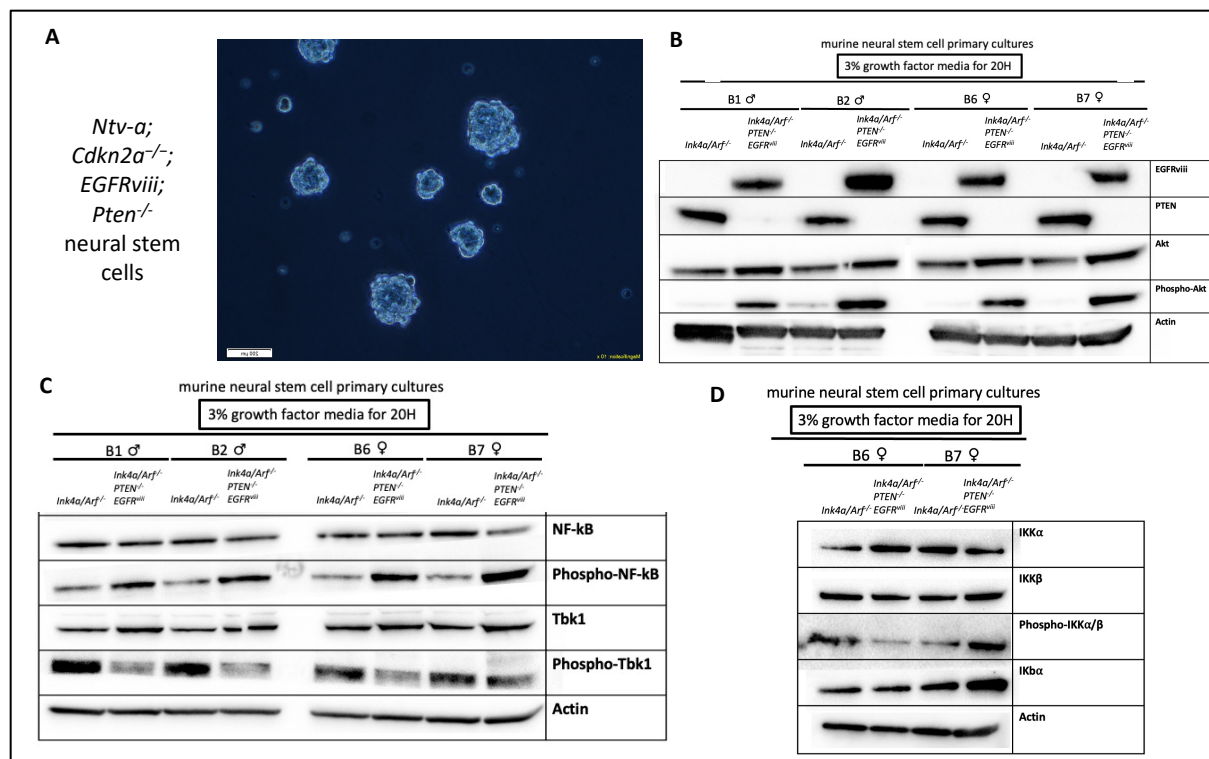 A
Ntv-a;
Cdkn2a–/–;
EGFRviii;
Pten-/-
neural stem
cells
200 µm
Magnification: 10 x
B
murine neural stem cell primary cultures
3% growth factor media for 20H
B1 ♂ B2 ♂ B6 ♀ B7 ♀
Ink4a/Arf-/- Ink4a/Arf-/- PTEN-/- EGFRviii Ink4a/Arf-/- Ink4a/Arf-/- PTEN-/- EGFRviii Ink4a/Arf-/- Ink4a/Arf-/- PTEN-/- EGFRviii Ink4a/Arf-/- Ink4a/Arf-/- PTEN-/- EGFRviii
EGFRviii
PTEN
Akt
Phospho-Akt
Actin
C
murine neural stem cell primary cultures
3% growth factor media for 20H
B1 ♂ B2 ♂ B6 ♀ B7 ♀
Ink4a/Arf-/- Ink4a/Arf-/- PTEN-/- EGFRviii Ink4a/Arf-/- Ink4a/Arf-/- PTEN-/- EGFRviii Ink4a/Arf-/- Ink4a/Arf-/- PTEN-/- EGFRviii Ink4a/Arf-/- Ink4a/Arf-/- PTEN-/- EGFRviii
NF-kB
Phospho-NF-kB
Tbk1
Phospho-Tbk1
Actin
D
murine neural stem cell primary cultures
3% growth factor media for 20H
B6 ♀ B7 ♀
Ink4a/Arf-/- Ink4a/Arf-/- PTEN-/- EGFRviii Ink4a/Arf-/- Ink4a/Arf-/- PTEN-/- EGFRviii
IKKα
IKKβ
Phospho-IKKα/β
IKbα
Actin